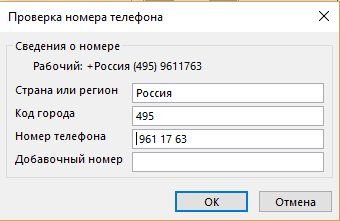 Проверка номера телефона
Сведения о номере
Рабочий: +Россия (495) 9611763
Страна или регион Россия
Код города 495
Номер телефона 961 17 63
Добавочный номер
ОК Отмена